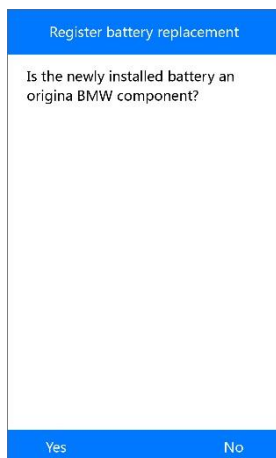 Register battery replacement
Is the newly installed battery an
origina BMW component?
Yes No